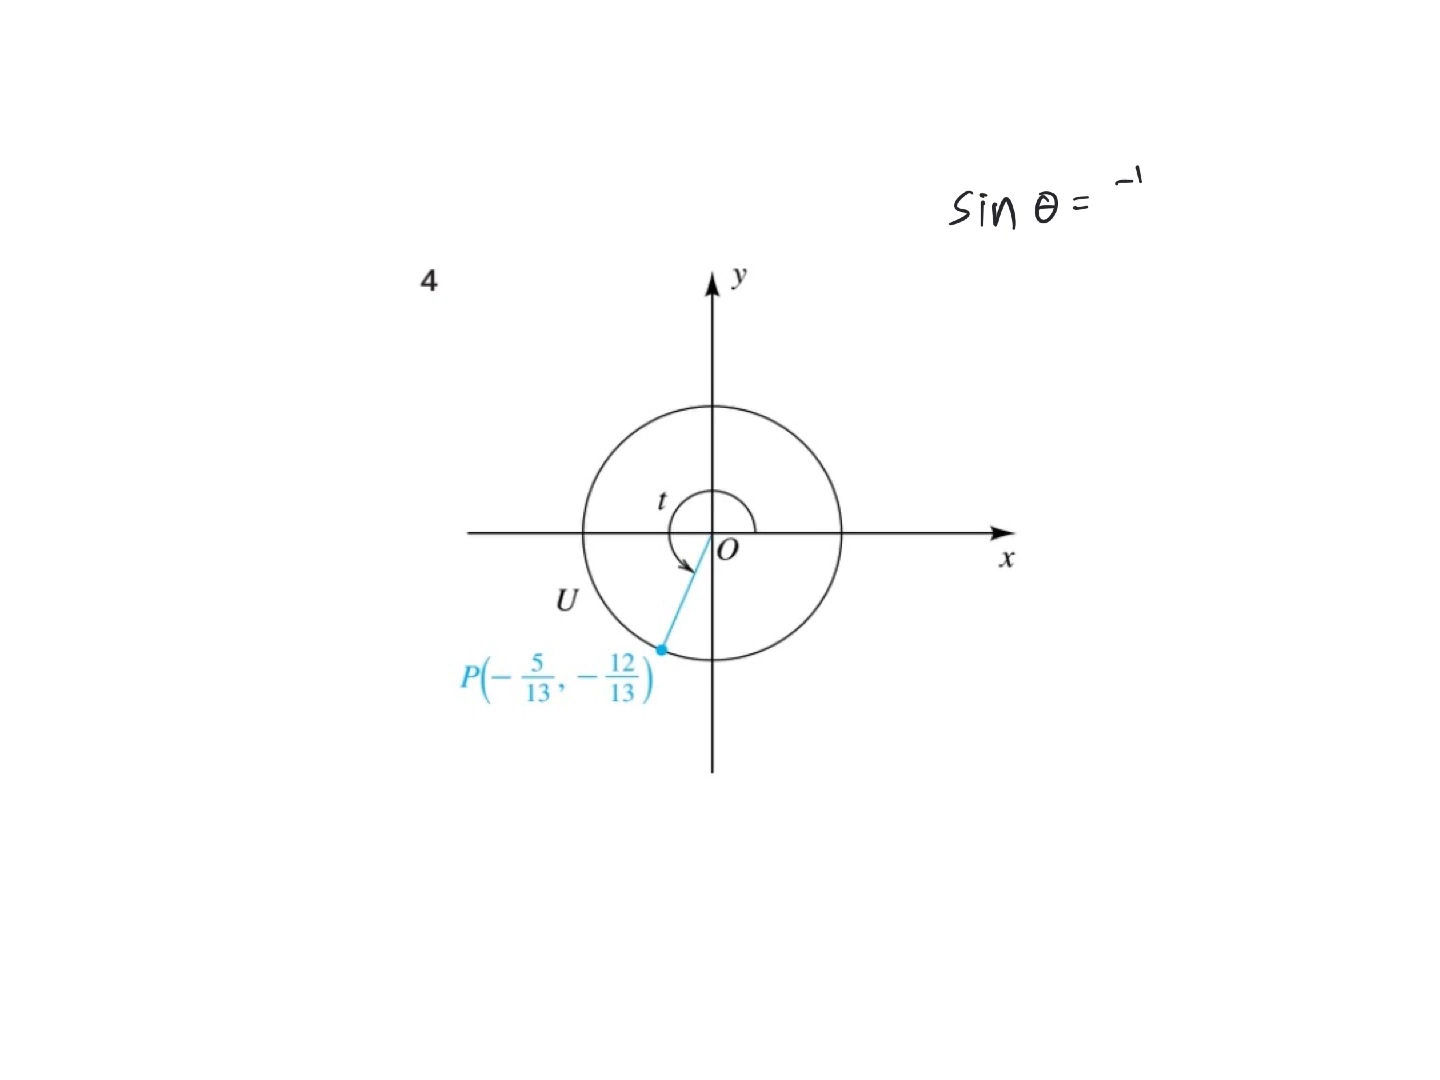 sin θ = -1
4
y
t
O
x
U
P(-5/13, -12/13)